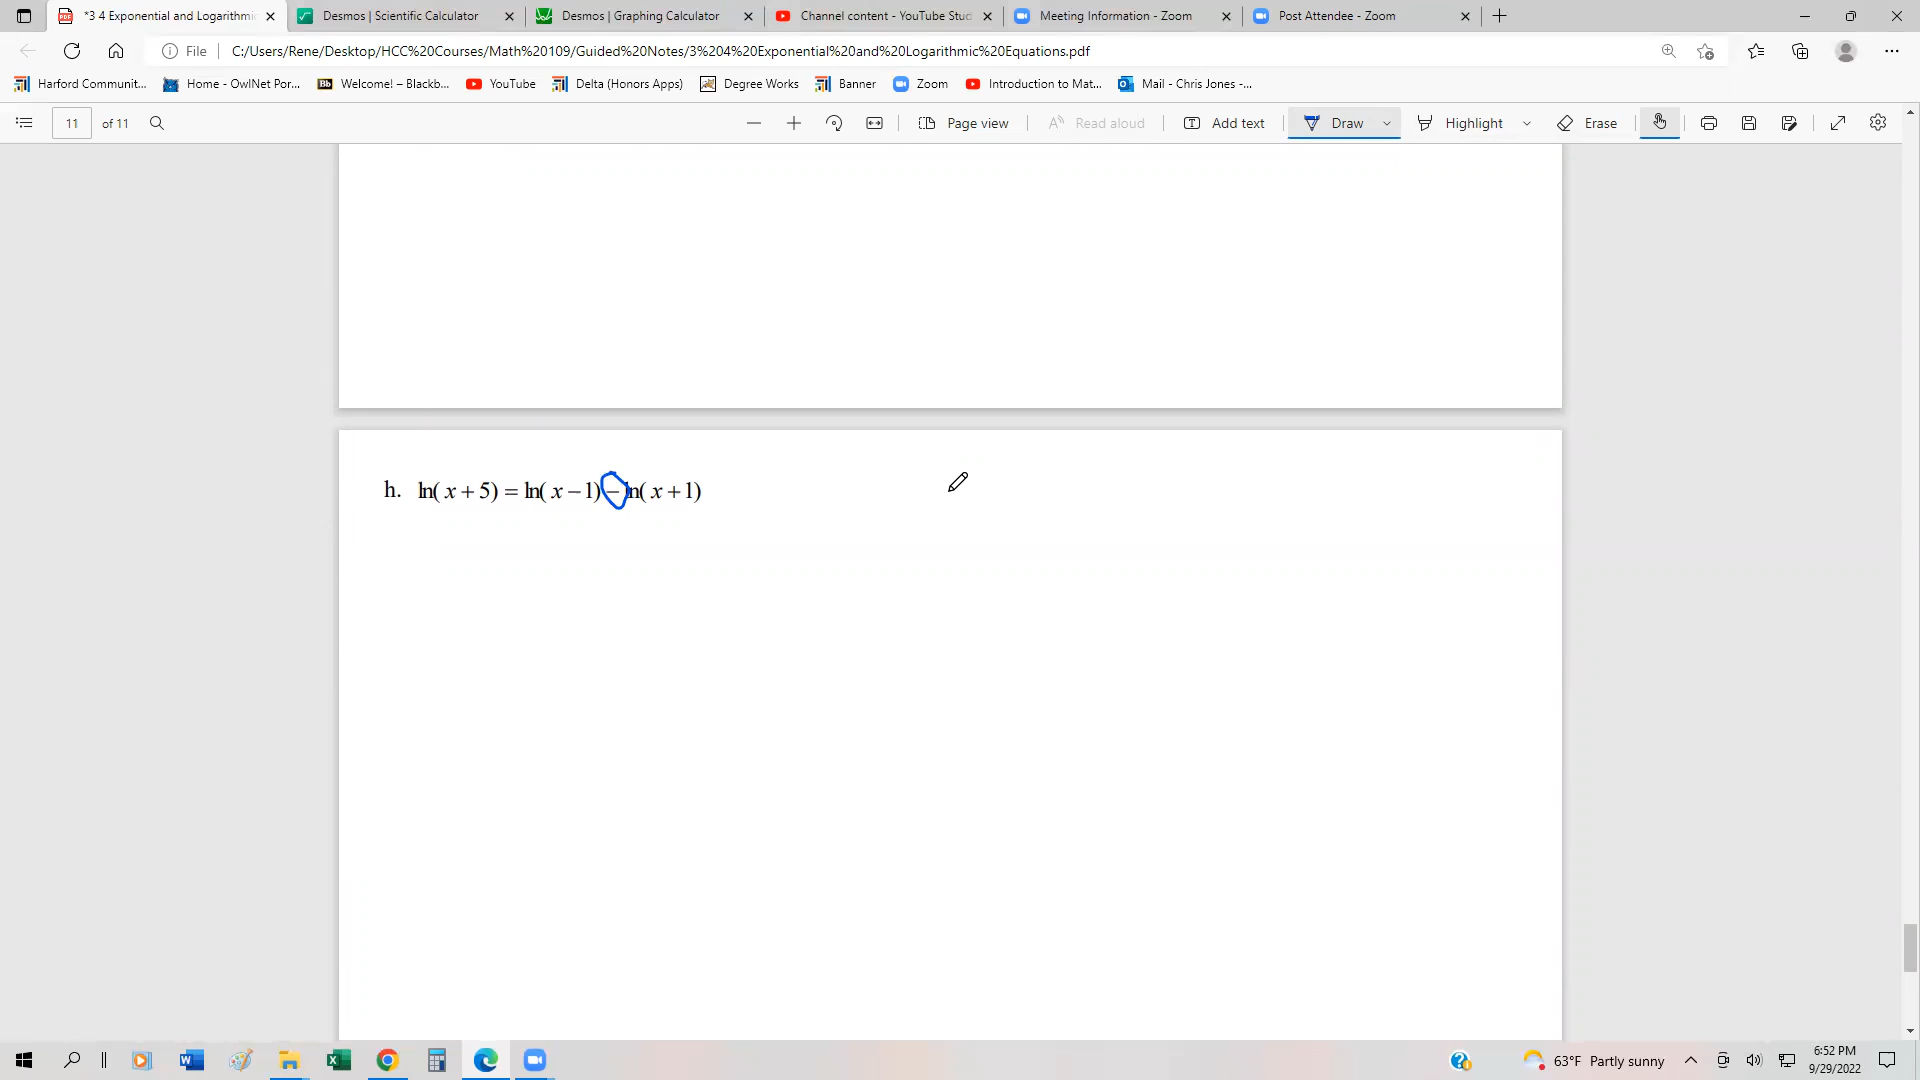 *3 4 Exponential and Logarithmic
Desmos | Scientific Calculator
Desmos | Graphing Calculator
Channel content - YouTube Stud
Meeting Information - Zoom
Post Attendee - Zoom
File
C:/Users/Rene/Desktop/HCC%20Courses/Math%20109/Guided%20Notes/3%204%20Exponential%20and%20Logarithmic%20Equations.pdf
Harford Communit...
Home - OwlNet Por...
Bb Welcome! – Blackb...
YouTube
Delta (Honors Apps)
Degree Works
Banner
Zoom
Introduction to Mat...
Mail - Chris Jones -...
11 of 11
Page view
Read aloud
Add text
Draw
Highlight
Erase
h. ln( x + 5) = ln( x − 1) − ln( x + 1)
63°F Partly sunny
6:52 PM
9/29/2022